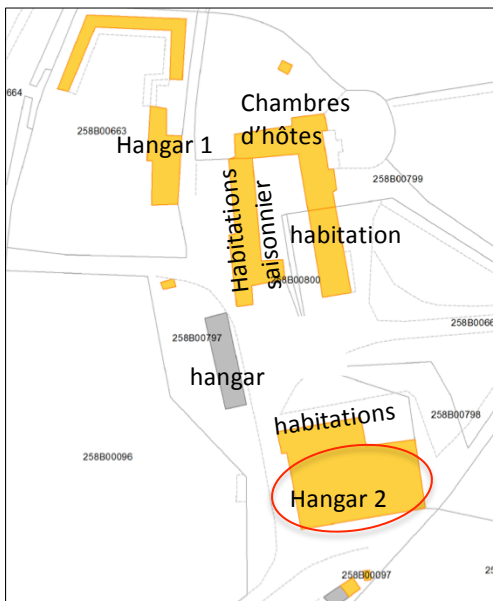 664
258B00663
Hangar 1
Chambres
d’hôtes
258B00799
Habitations
saisonnier
habitation
258B00800
258B0066
258B00797
hangar
habitations
258B00798
258B00096
Hangar 2
258B00097
25